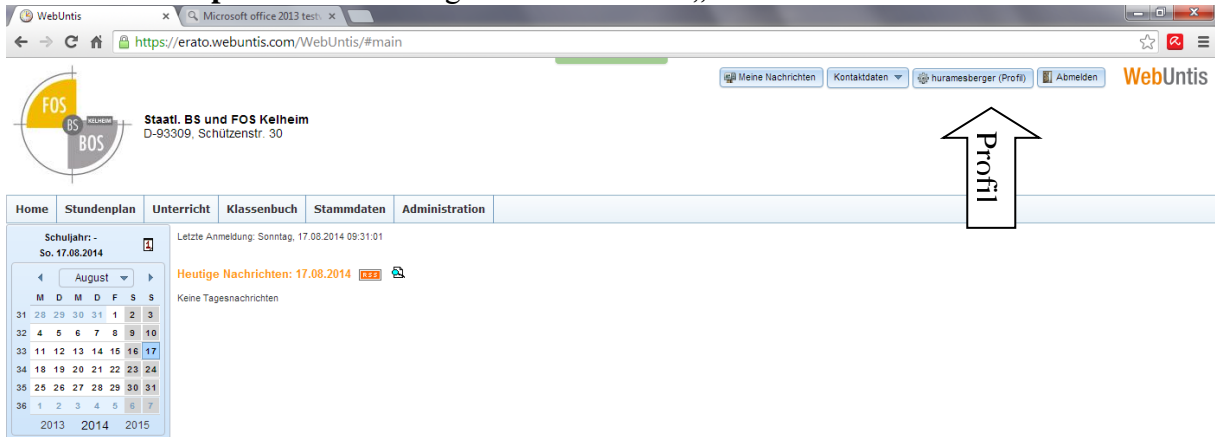 WebUntis × Microsoft office 2013 test ×
https://erato.webuntis.com/WebUntis/#main
Meine Nachrichten Kontaktdaten huramesberger (Profil) Abmelden WebUntis
FOS
BS KELHEIM
BOS
Staatl. BS und FOS Kelheim
D-93309, Schützenstr. 30
Profil
Home Stundenplan Unterricht Klassenbuch Stammdaten Administration
Schuljahr: -
So. 17.08.2014
1
Letzte Anmeldung: Sonntag, 17.08.2014 09:31:01
August
Heutige Nachrichten: 17.08.2014 RSS
Keine Tagesnachrichten
M D M D F S S
31 28 29 30 31 1 2 3
32 4 5 6 7 8 9 10
33 11 12 13 14 15 16 17
34 18 19 20 21 22 23 24
35 25 26 27 28 29 30 31
36 1 2 3 4 5 6 7
2013 2014 2015